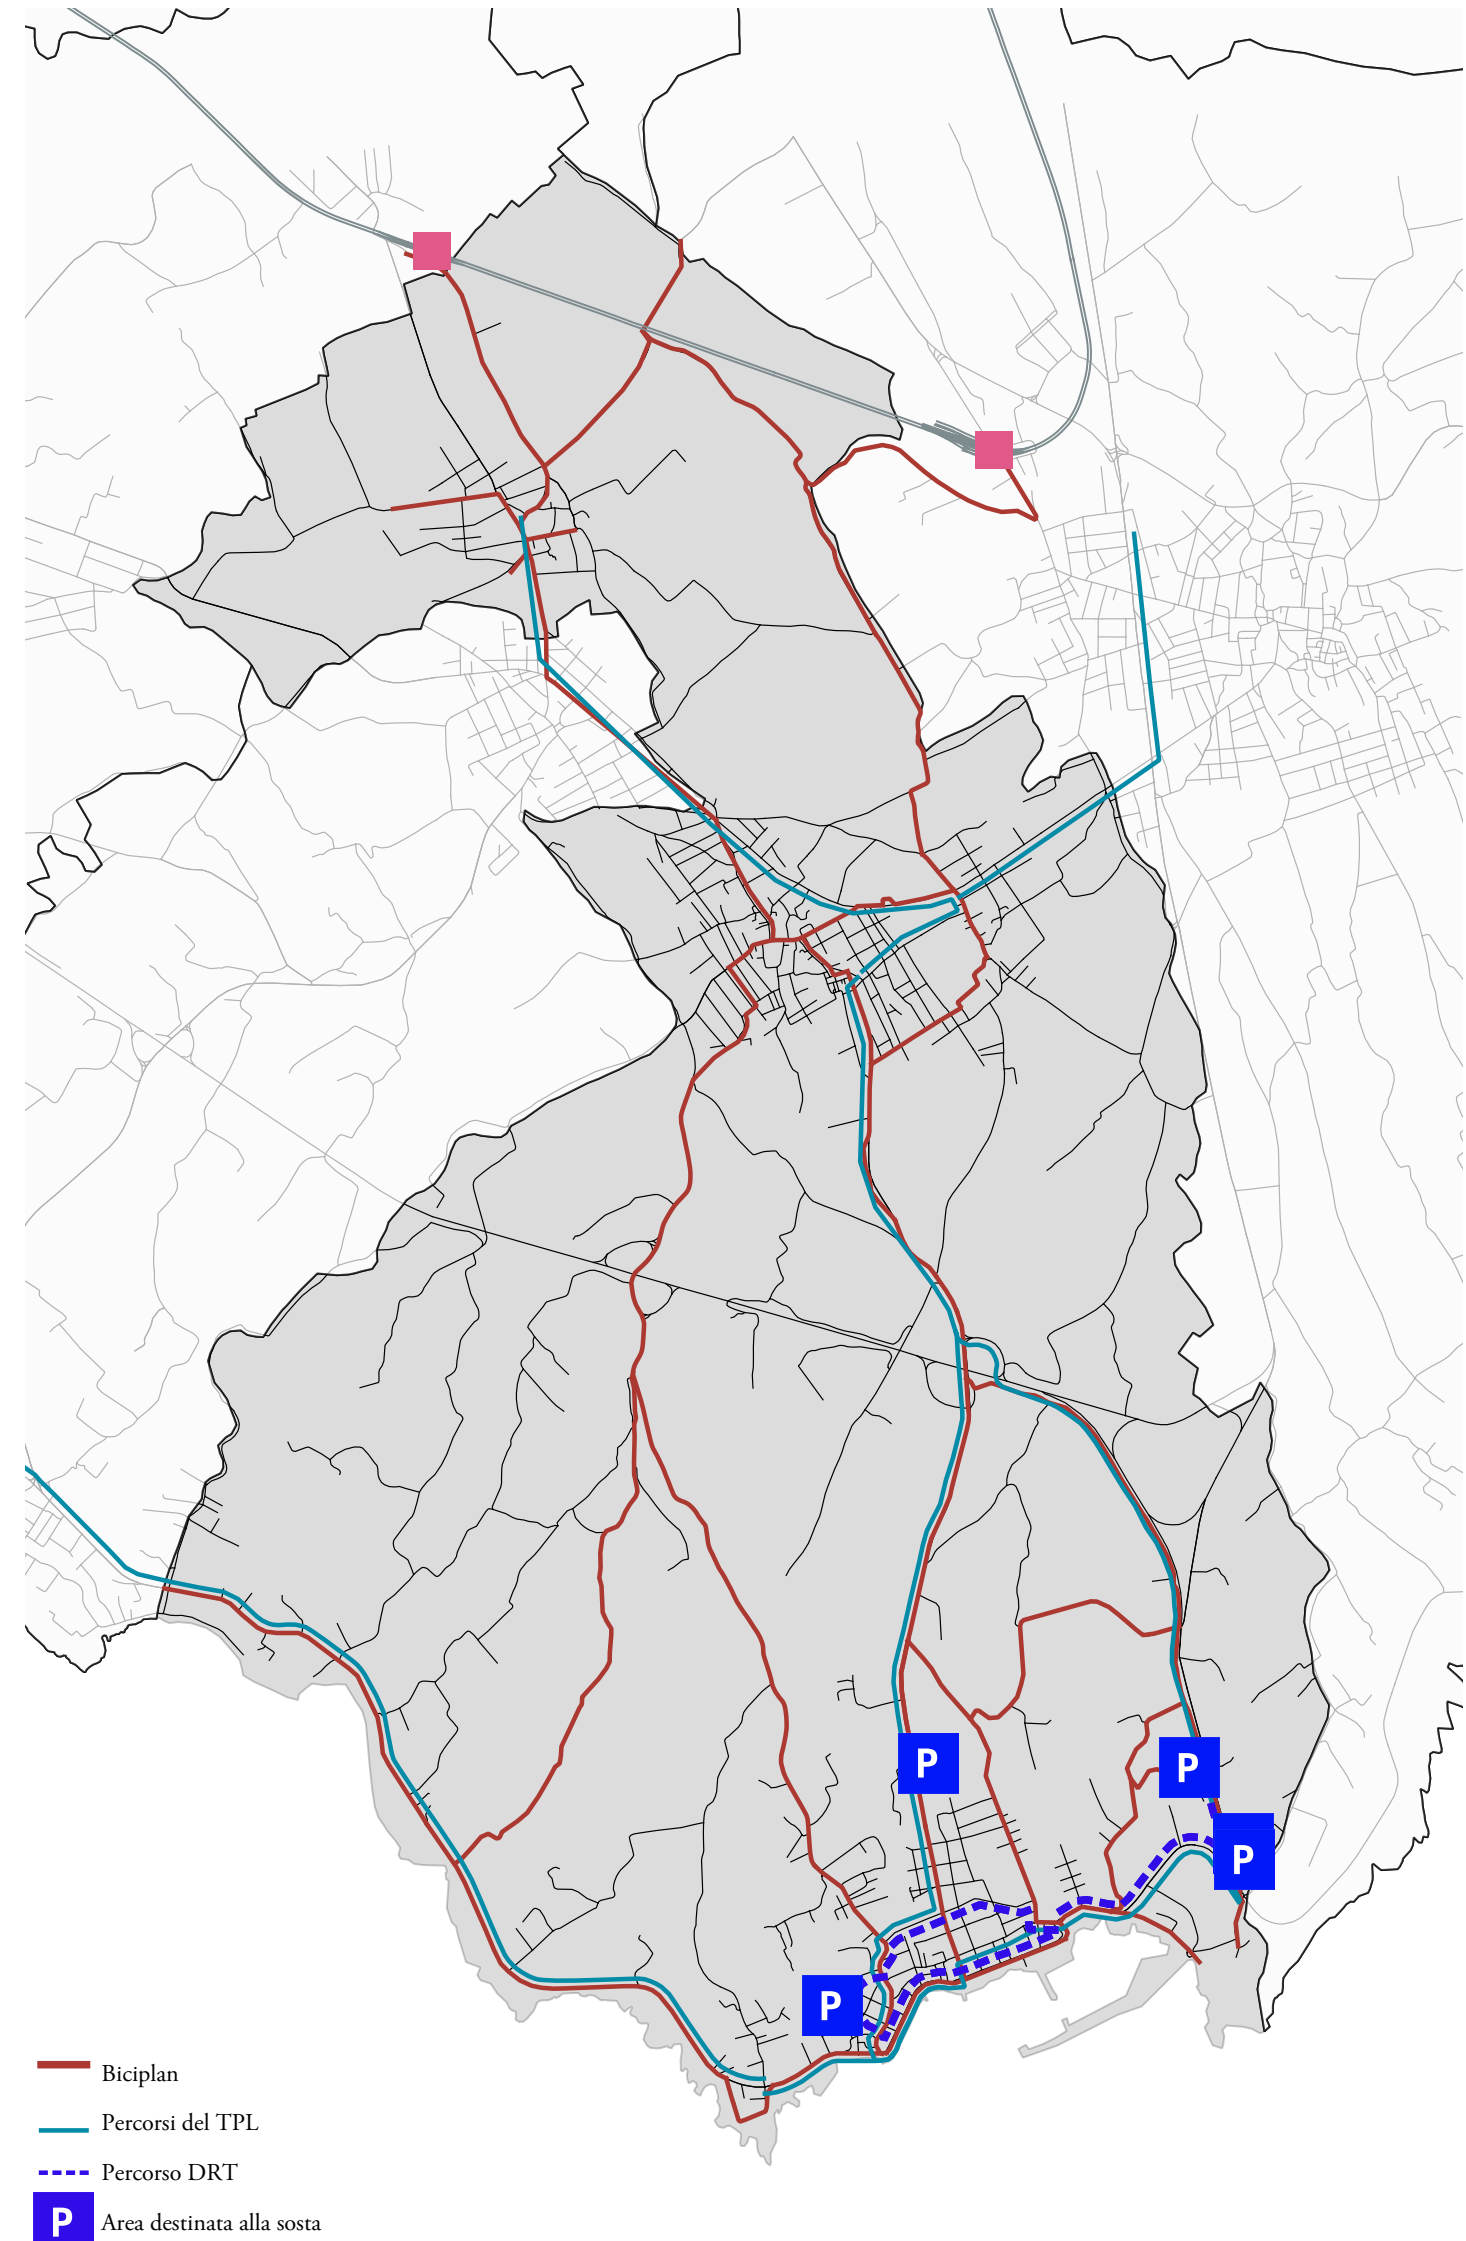 P
P
P
P
Biciplan
Percorsi del TPL
Percorso DRT
P Area destinata alla sosta